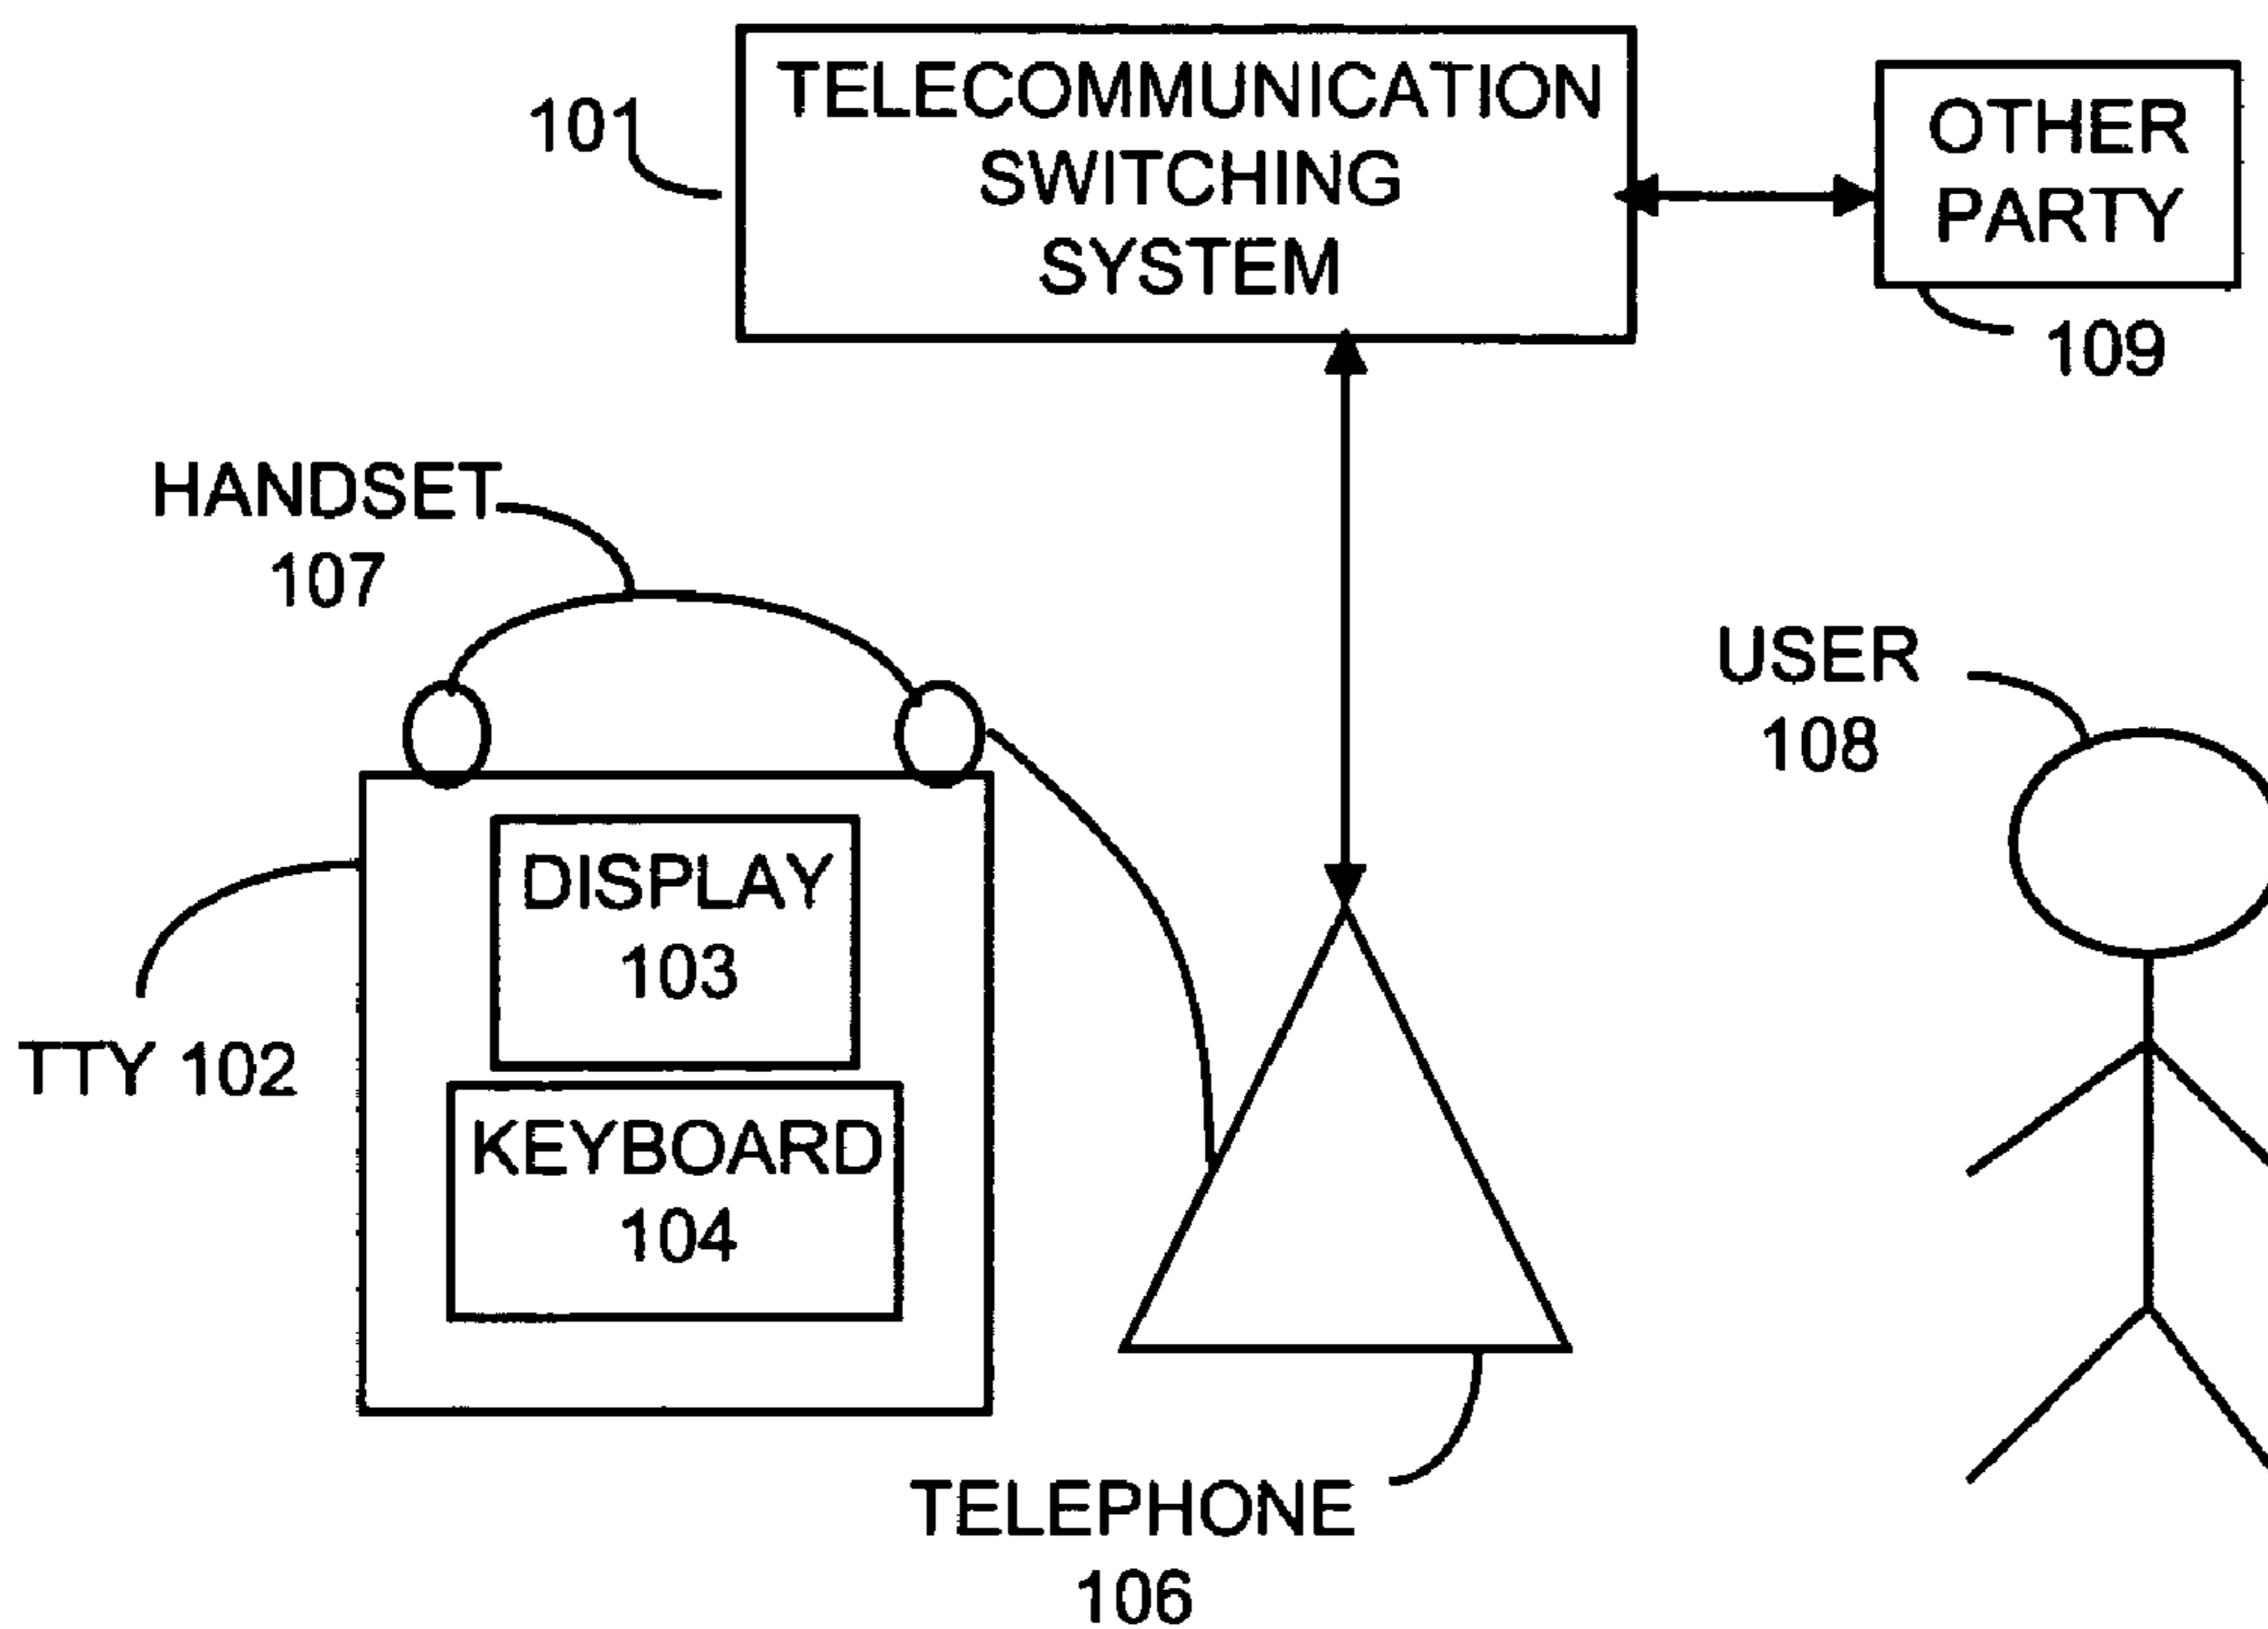 TELECOMMUNICATION
SWITCHING
SYSTEM
101
OTHER
PARTY
109
HANDSET
107
USER
108
DISPLAY
103
TTY 102
KEYBOARD
104
TELEPHONE
106